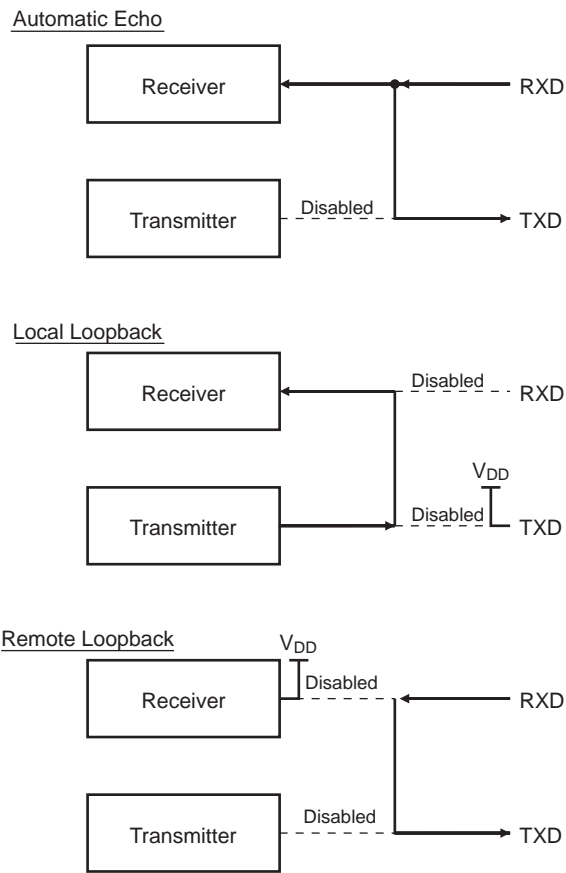 Automatic Echo
Receiver
RXD
Transmitter
Disabled
TXD
Local Loopback
Receiver
Disabled
RXD
VDD
Transmitter
Disabled
TXD
Remote Loopback
VDD
Receiver
Disabled
RXD
Transmitter
Disabled
TXD